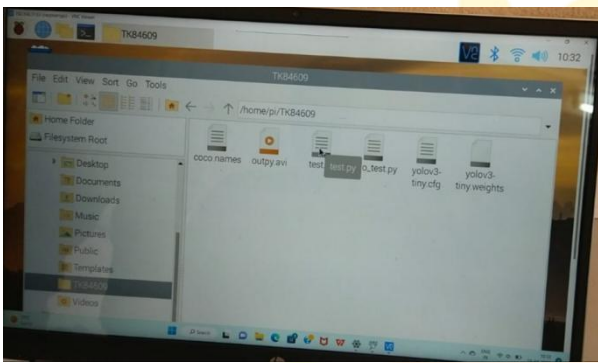 TK84609
10:32
TK84609
File Edit View Sort Go Tools
/home/pi/TK84609
Home Folder
Filesystem Root
Desktop
Documents
Downloads
Music
Pictures
Public
Templates
TK84609
Videos
coco.names
outpy.avi
test.
test.py
o_test.py
yolov3-
tiny.cfg
yolov3-
tiny.weights